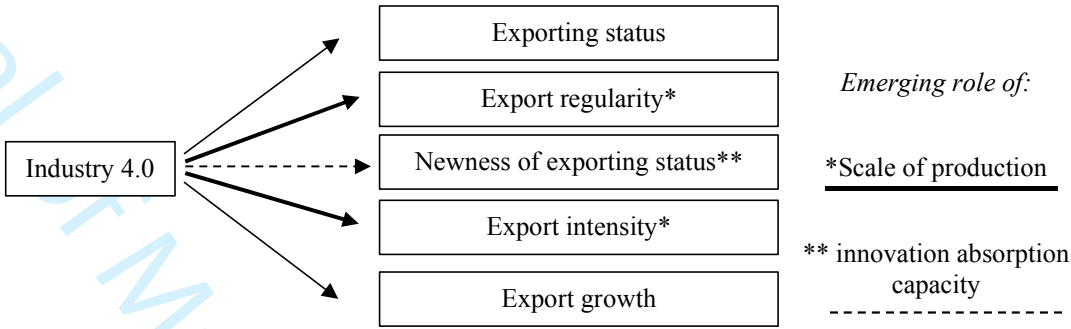 Exporting status
Export regularity*
Emerging role of:
Industry 4.0
Newness of exporting status**
*Scale of production
Export intensity*
** innovation absorption
capacity
Export growth